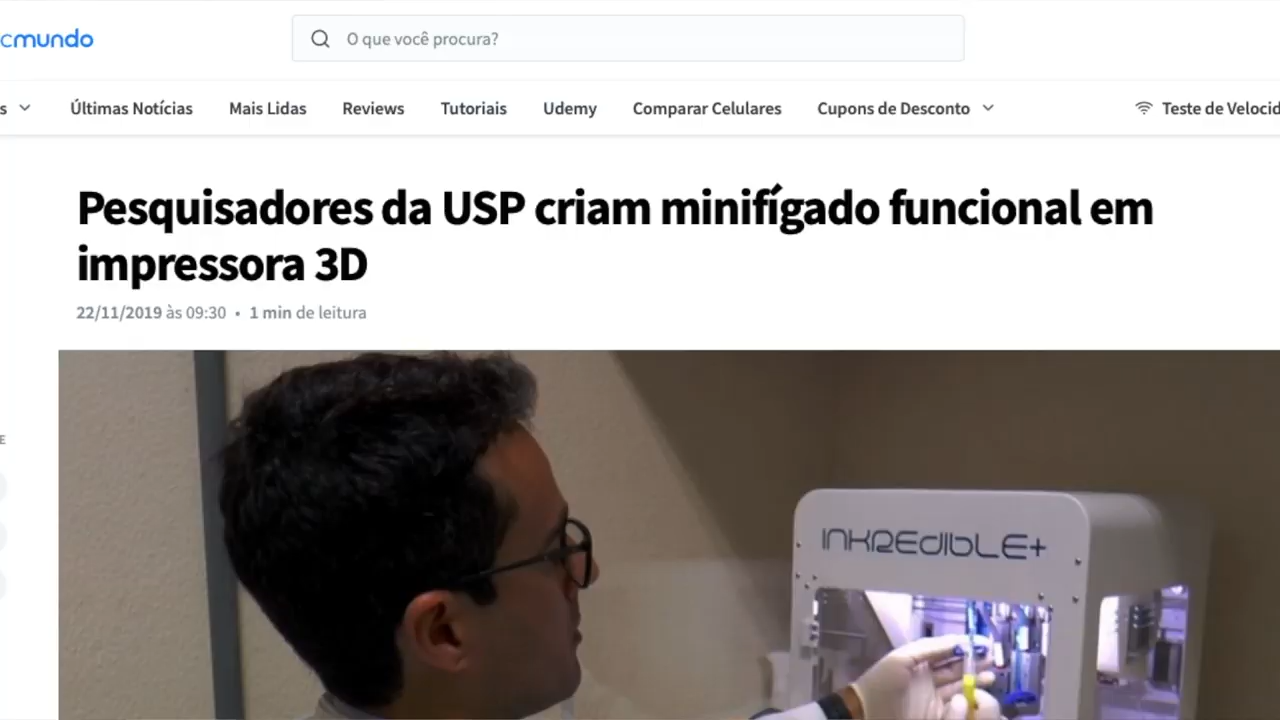 cmundo
O que você procura?
s
Últimas Notícias
Mais Lidas
Reviews
Tutoriais
Udemy
Comparar Celulares
Cupons de Desconto
Teste de Velocid
Pesquisadores da USP criam minifígado funcional em
impressora 3D
22/11/2019 às 09:30 • 1 min de leitura
E
INKREDIBLE+